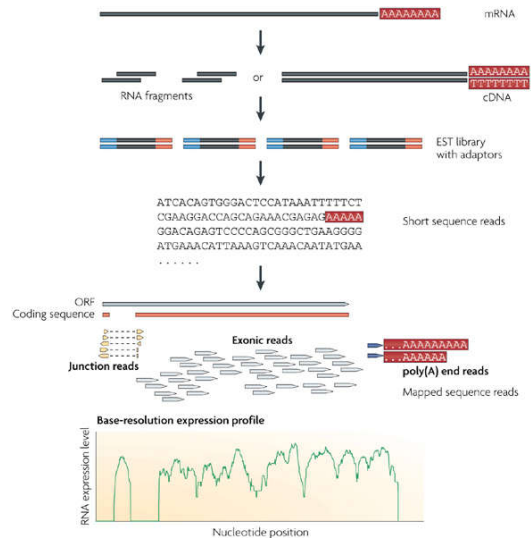 AAAAAAAA
mRNA
RNA fragments
or
AAAAAAAA
TTTTTTTT
cDNA
EST library
with adaptors
ATCACAGTGGGACTCCATAAATTTTTCT
CGAAGGACCAGCAGAAACGAGAGAAAAA
GGACAGAGTCCCCAGCGGGCTGAAGGGG
ATGAAACATTAAAGTCAAACAATATGAA
......
Short sequence reads
ORF
Coding sequence
Junction reads
Exonic reads
...AAAAAAAAA
...AAAAAA
poly(A) end reads
Mapped sequence reads
Base-resolution expression profile
RNA expression level
Nucleotide position